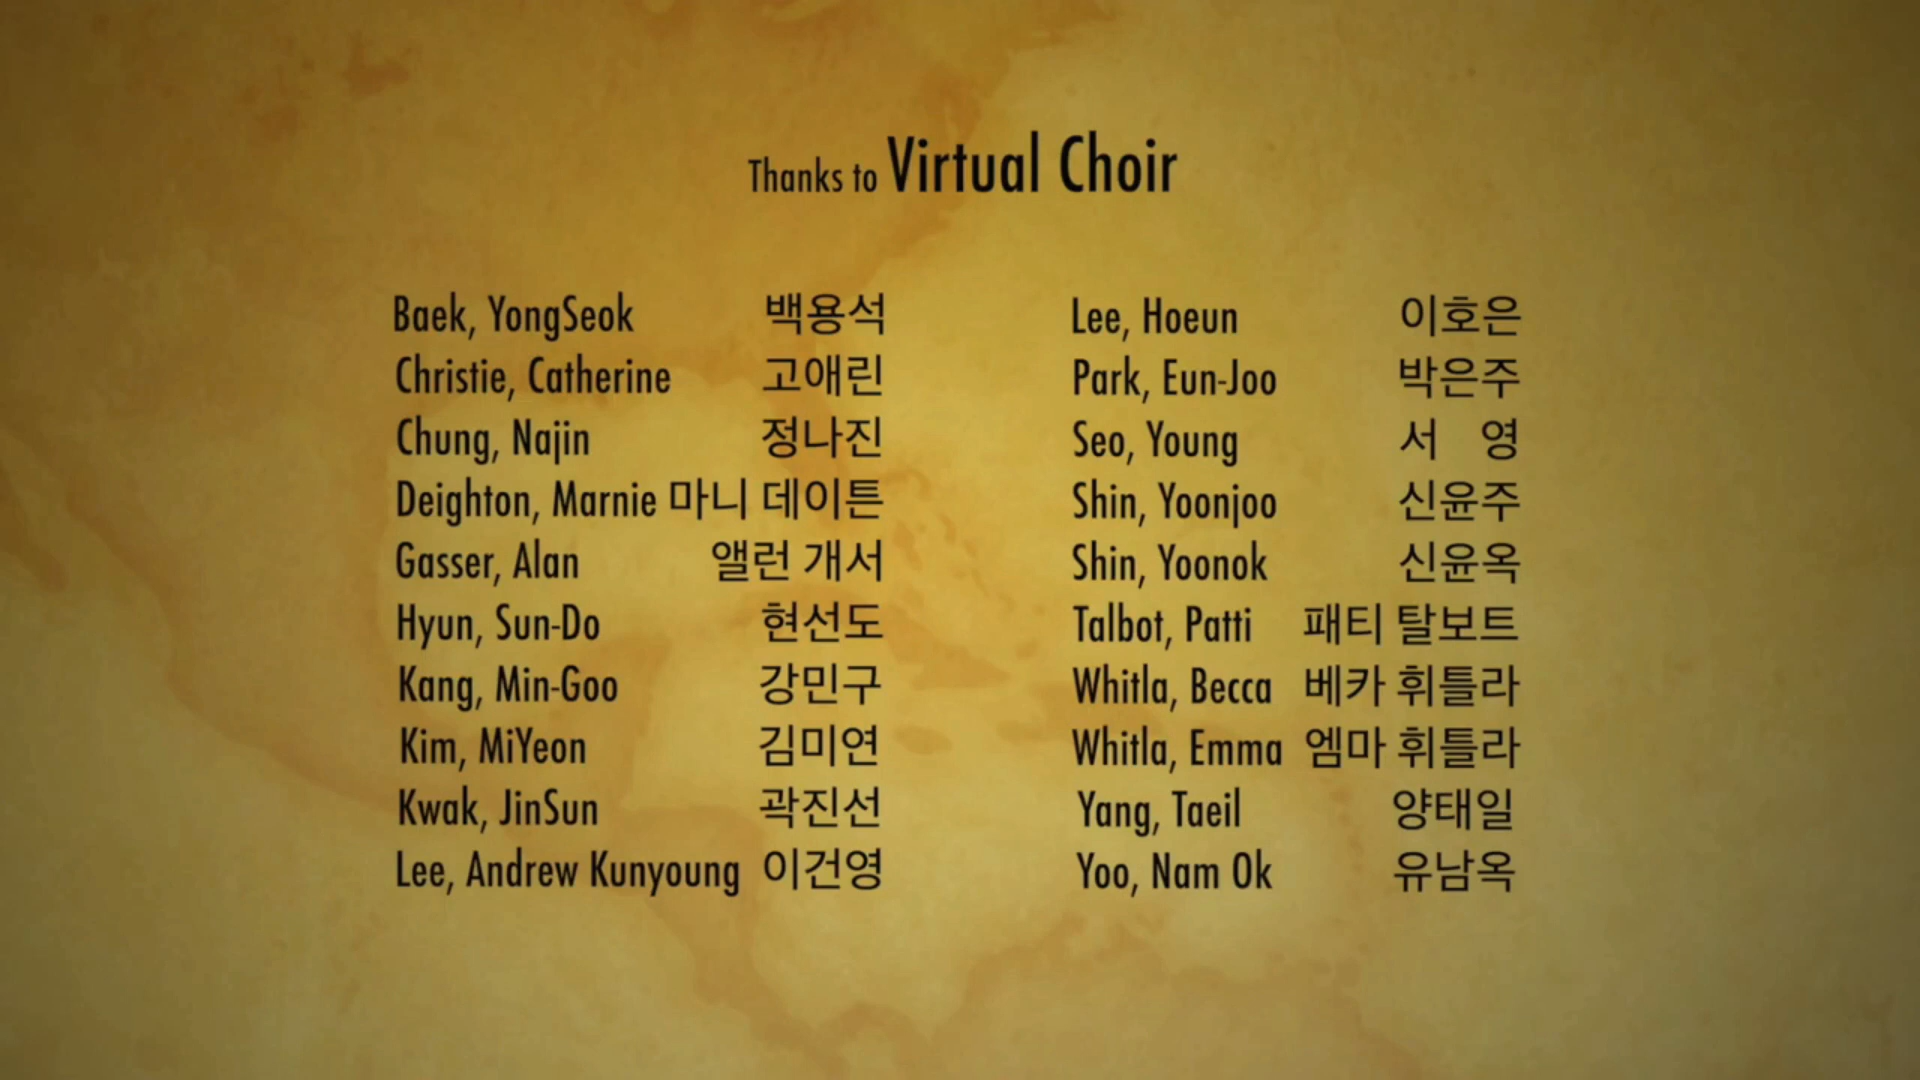 Thanks to Virtual Choir
Baek, YongSeok 백용석
Christie, Catherine 고애린
Chung, Najin 정나진
Deighton, Marnie 마니 데이튼
Gasser, Alan 앨런 개서
Hyun, Sun-Do 현선도
Kang, Min-Goo 강민구
Kim, MiYeon 김미연
Kwak, JinSun 곽진선
Lee, Andrew Kunyoung 이건영
Lee, Hoeun 이호은
Park, Eun-Joo 박은주
Seo, Young 서 영
Shin, Yoonjoo 신윤주
Shin, Yoonok 신윤옥
Talbot, Patti 패티 탈보트
Whitla, Becca 베카 휘틀라
Whitla, Emma 엠마 휘틀라
Yang, Taeil 양태일
Yoo, Nam Ok 유남옥